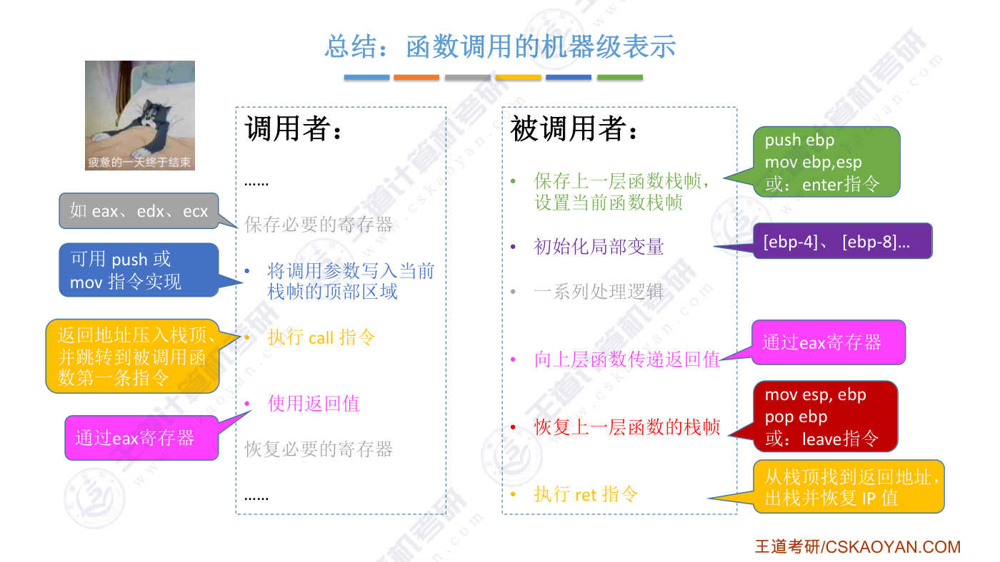 总结：函数调用的机器级表示
疲惫的一天终于结束
调用者：
……
如 eax、edx、ecx
保存必要的寄存器
可用 push 或
mov 指令实现
• 将调用参数写入当前
栈帧的顶部区域
返回地址压入栈顶、
并跳转到被调用函
数第一条指令
• 执行 call 指令
• 使用返回值
通过eax寄存器
恢复必要的寄存器
……
被调用者：
• 保存上一层函数栈帧，
设置当前函数栈帧
push ebp
mov ebp,esp
或：enter指令
• 初始化局部变量
[ebp-4]、 [ebp-8]…
• 一系列处理逻辑
• 向上层函数传递返回值
通过eax寄存器
• 恢复上一层函数的栈帧
mov esp, ebp
pop ebp
或：leave指令
• 执行 ret 指令
从栈顶找到返回地址，
出栈并恢复 IP 值
王道考研/CSKAOYAN.COM
王道计算机考研
www.cskaoyan.com